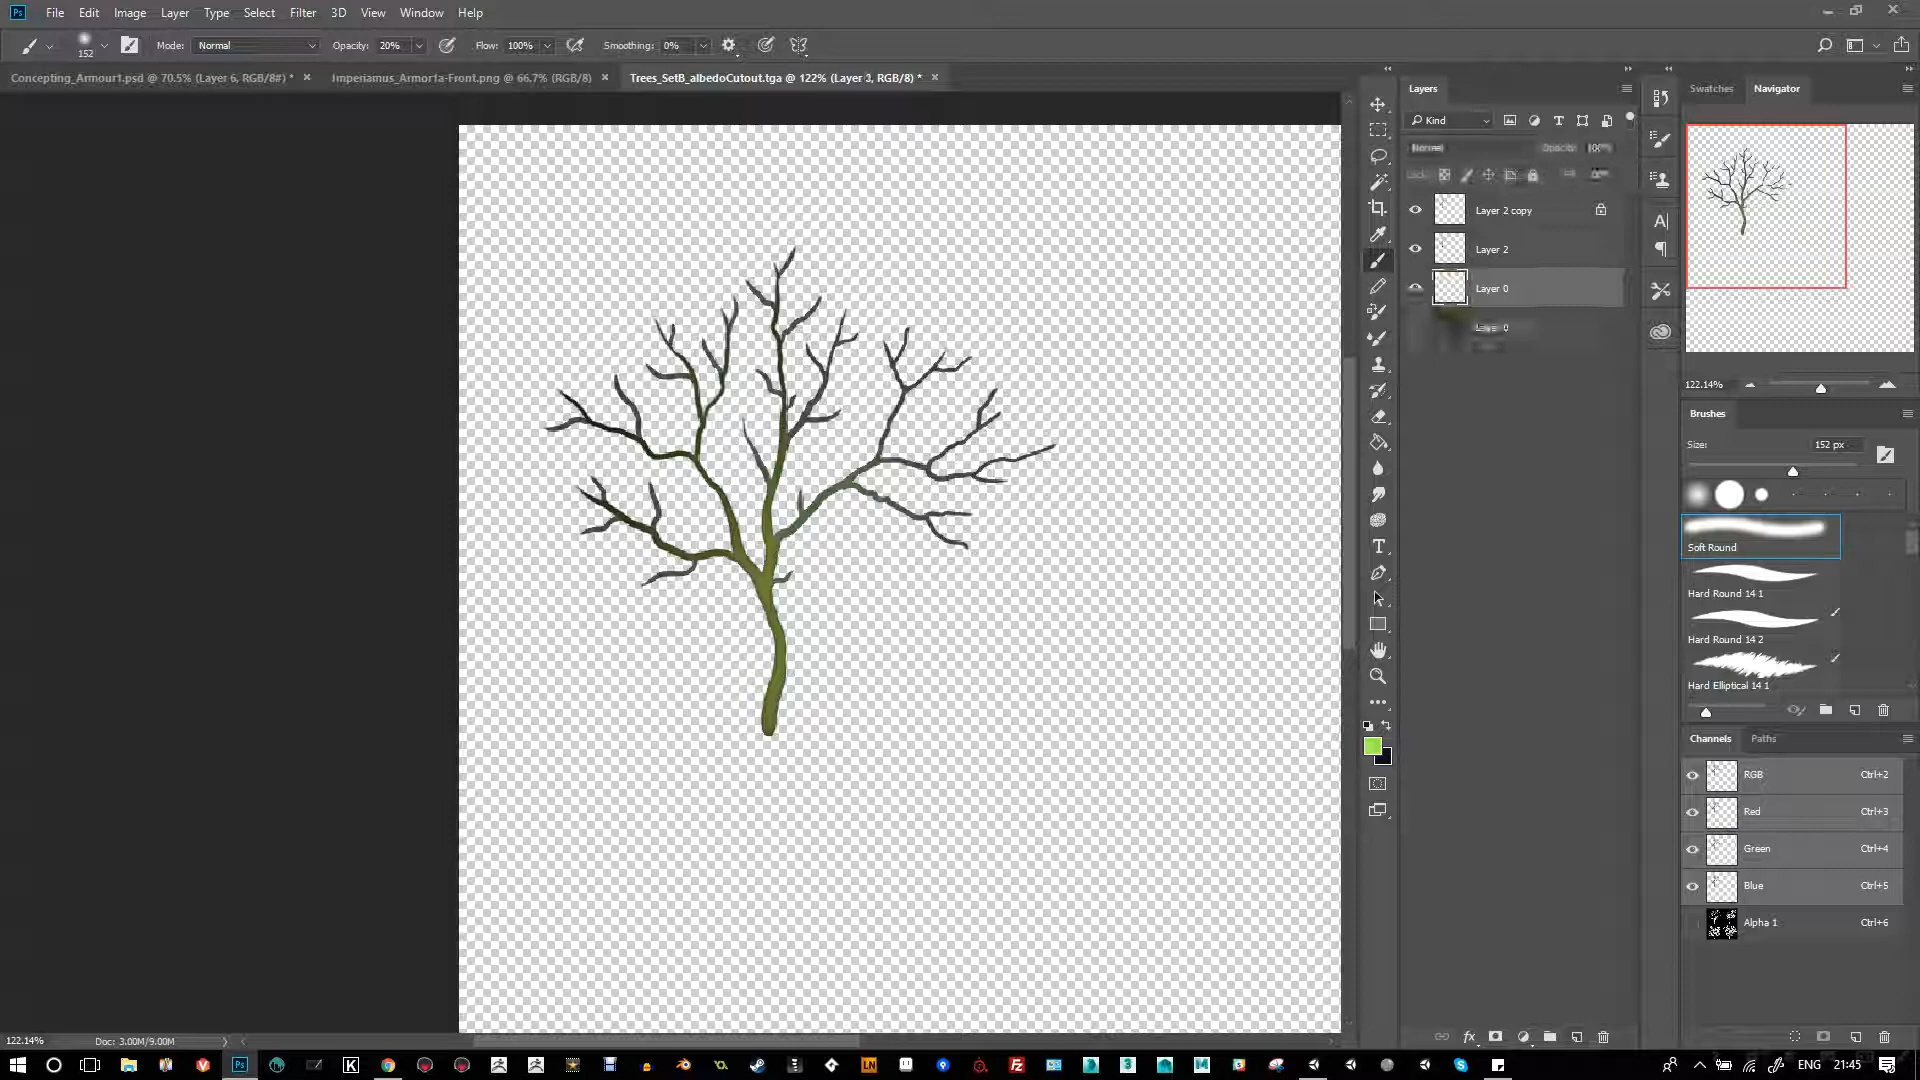 File Edit Image Layer Type Select Filter 3D View Window Help
152 Mode: Normal Opacity: 20% Flow: 100% Smoothing: 0%
Concepting_Armour1.psd @ 70.5% (Layer 6, RGB/8#) * Imperiamus_Armor1a-Front.png @ 66.7% (RGB/8) Trees_SetB_albedoCutout.tga @ 122% (Layer 3, RGB/8) *
Layers
Kind
Normal Opacity: 100%
Lock:
Layer 2 copy
Layer 2
Layer 0
Swatches Navigator
122.14%
Brushes
Size: 152 px
Soft Round
Hard Round 14 1
Hard Round 14 2
Hard Elliptical 14 1
Channels Paths
RGB Ctrl+2
Red Ctrl+3
Green Ctrl+4
Blue Ctrl+5
Alpha 1 Ctrl+6
122.14% Doc: 3.00M/9.00M
ENG 21:45